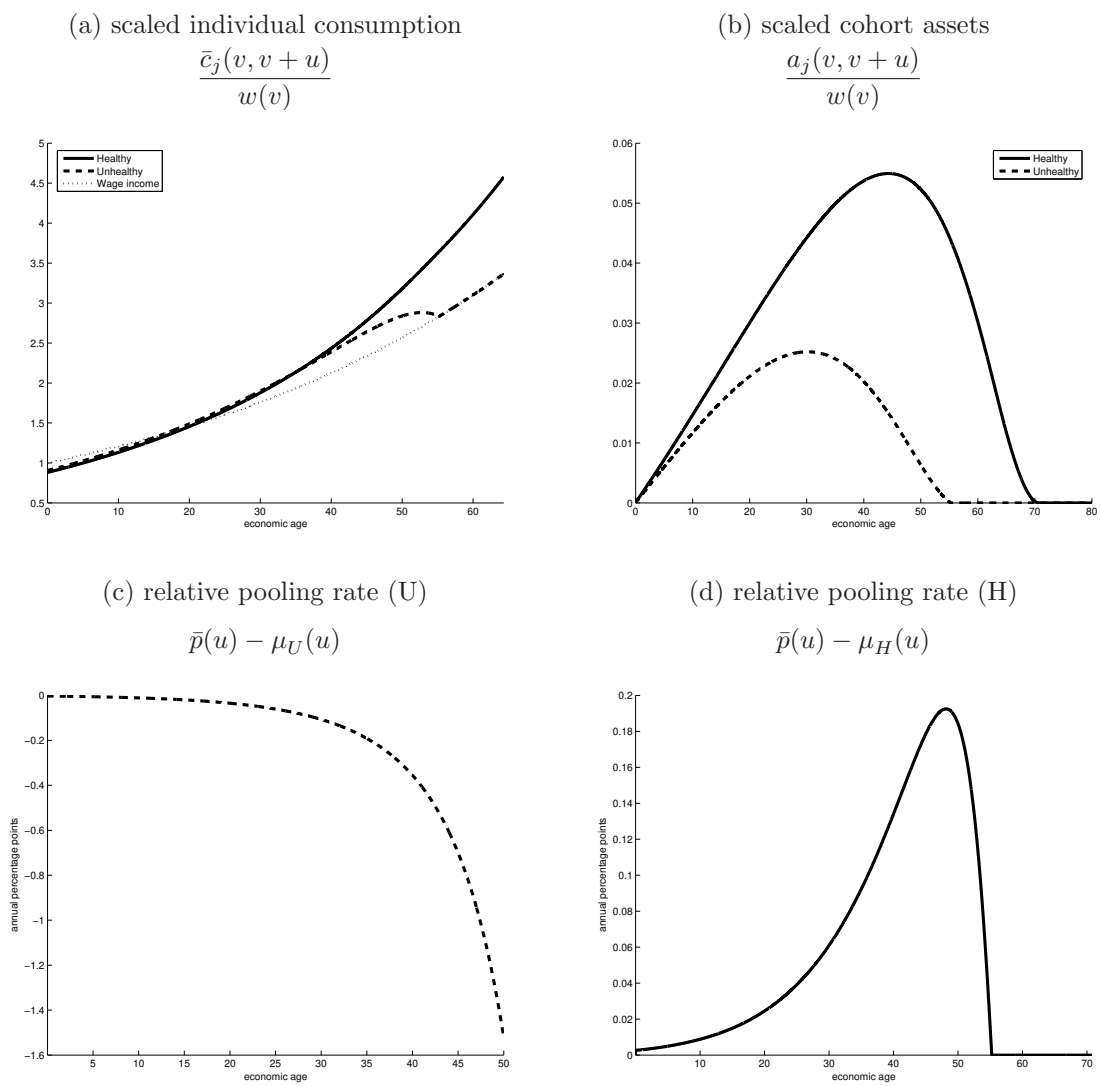 (a) scaled individual consumption
c̄_j(v, v + u)
w(v)
5
4.5
4
3.5
3
2.5
2
1.5
1
0.5
Healthy
Unhealthy
Wage income
0 10 20 30 40 50 60
economic age
(b) scaled cohort assets
a_j(v, v + u)
w(v)
0.06
0.05
0.04
0.03
0.02
0.01
0
Healthy
Unhealthy
0 10 20 30 40 50 60 70 80
economic age
(c) relative pooling rate (U)
p̄(u) − μ_U(u)
annual percentage points
0
−0.2
−0.4
−0.6
−0.8
−1
−1.2
−1.4
−1.6
5 10 15 20 25 30 35 40 45 50
economic age
(d) relative pooling rate (H)
p̄(u) − μ_H(u)
annual percentage points
0.2
0.18
0.16
0.14
0.12
0.1
0.08
0.06
0.04
0.02
0
10 20 30 40 50 60 70
economic age